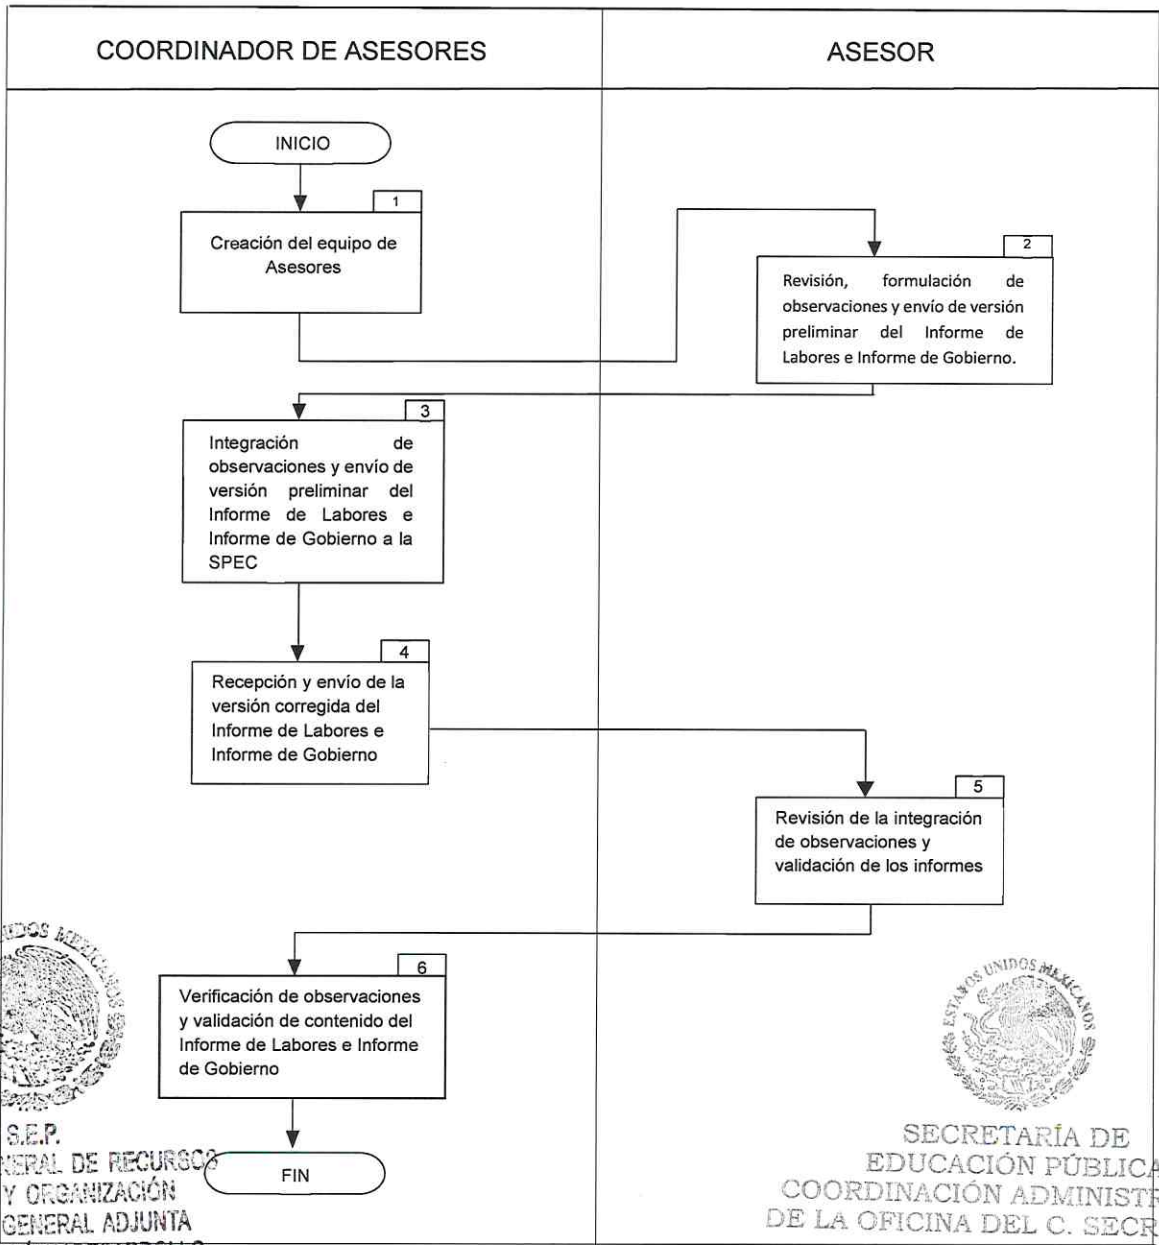 COORDINADOR DE ASESORES
ASESOR
INICIO
1
Creación del equipo de
Asesores
2
Revisión, formulación de
observaciones y envío de versión
preliminar del Informe de
Labores e Informe de Gobierno.
3
Integración de
observaciones y envío de
versión preliminar del
Informe de Labores e
Informe de Gobierno a la
SPEC
4
Recepción y envío de la
versión corregida del
Informe de Labores e
Informe de Gobierno
5
Revisión de la integración
de observaciones y
validación de los informes
6
Verificación de observaciones
y validación de contenido del
Informe de Labores e Informe
de Gobierno
FIN
S.E.P.
DE RECURSOS
Y ORGANIZACIÓN
GENERAL ADJUNTA
ESTADOS UNIDOS MEXICANOS
SECRETARÍA DE
EDUCACIÓN PÚBLICA
COORDINACIÓN
DE LA OFICINA DEL C.